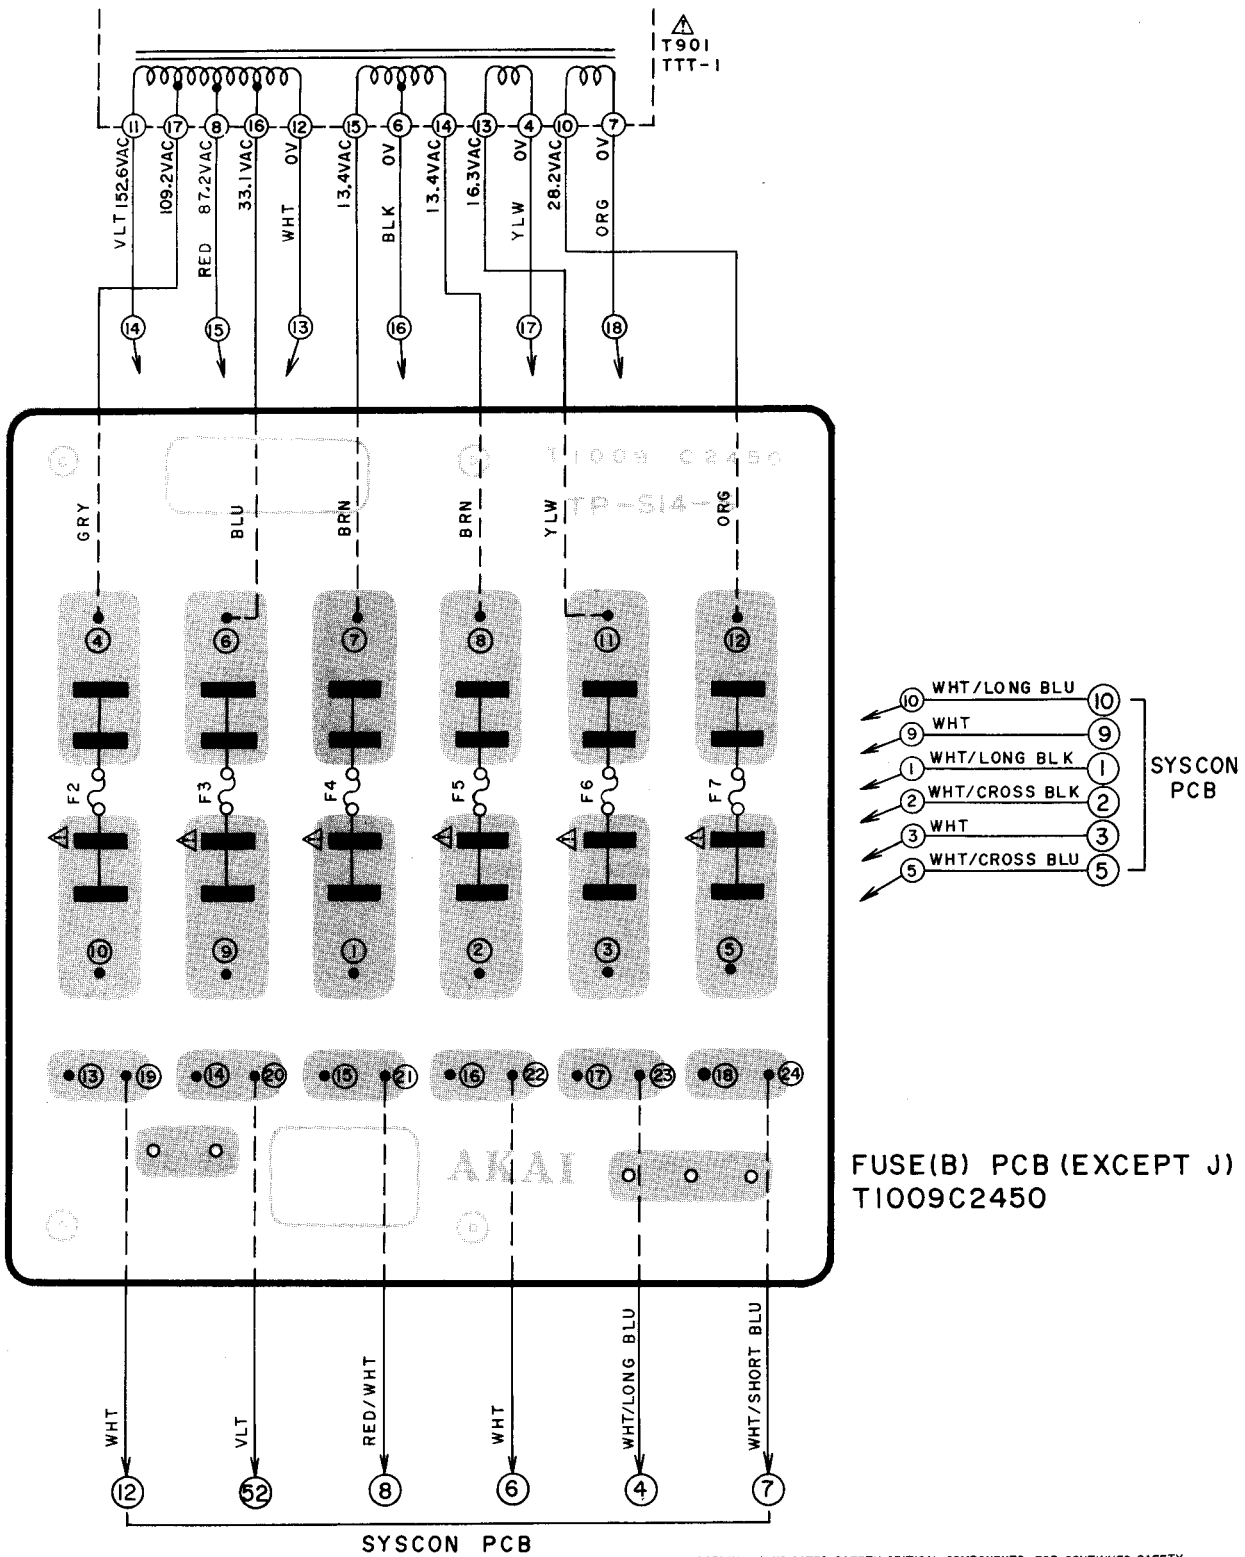 T901
TTT-1
11 17 8 16 12 15 6 14 13 4 10 7
VLT 152.6VAC
109.2VAC
RED 87.2VAC
33.1VAC
WHT 0V
13.4VAC
BLK 0V
13.4VAC
16.3VAC
YLW 0V
28.2VAC
ORG 0V
14 15 13 16 17 18
T1009 C2450
TP-S14-
GRY
BLU
BRN
BRN
YLW
ORG
4 6 7 8 11 12
F2 F3 F4 F5 F6 F7
10 9 1 2 3 5
13 19 14 20 15 21 16 22 17 23 18 24
AKAI
10 WHT/LONG BLU 10
9 WHT 9
1 WHT/LONG BLK 1
2 WHT/CROSS BLK 2
3 WHT 3
5 WHT/CROSS BLU 5
SYSCON
PCB
FUSE(B) PCB (EXCEPT J)
T1009C2450
WHT
VLT
RED/WHT
WHT
WHT/LONG BLU
WHT/SHORT BLU
12 52 8 6 4 7
SYSCON PCB